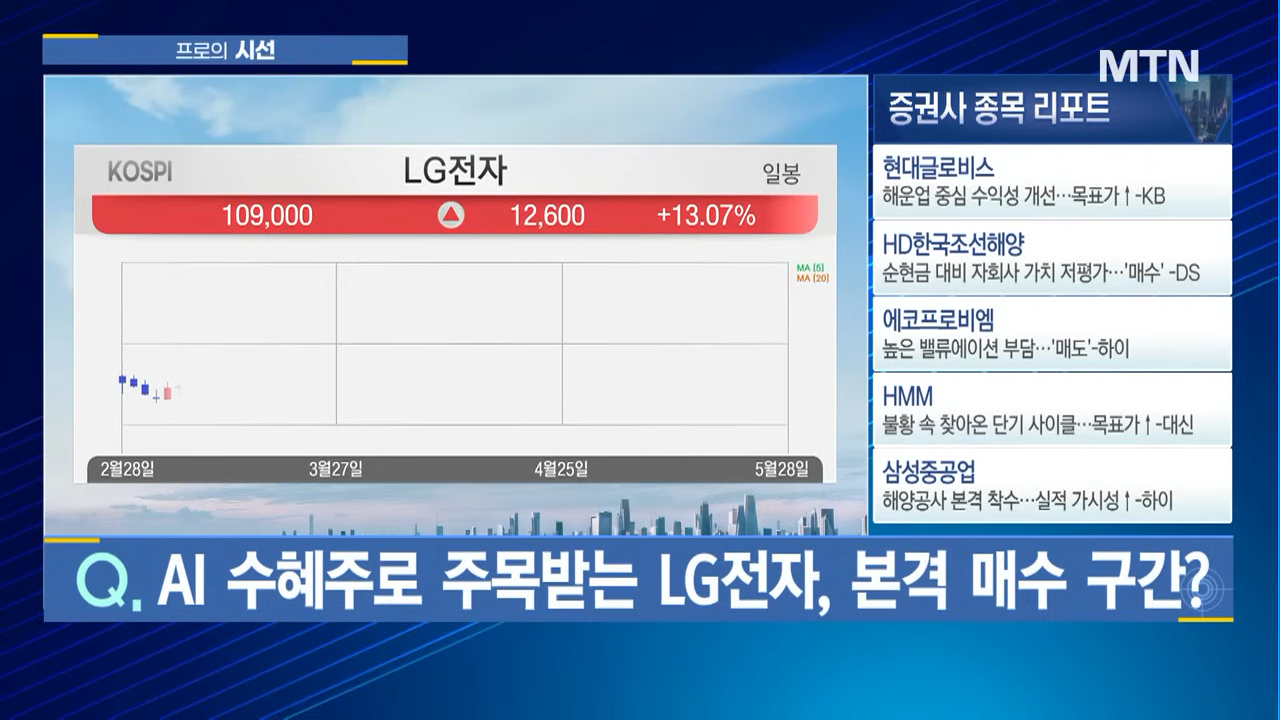 프로의 시선
MTN
KOSPI
LG전자
일봉
109,000 ▲ 12,600 +13.07%
MA [5]
MA [20]
2월28일 3월27일 4월25일 5월28일
증권사 종목 리포트
현대글로비스
해운업 중심 수익성 개선…목표가↑-KB
HD한국조선해양
순현금 대비 자회사 가치 저평가…'매수' -DS
에코프로비엠
높은 밸류에이션 부담…'매도'-하이
HMM
불황 속 찾아온 단기 사이클…목표가↑-대신
삼성중공업
해양공사 본격 착수…실적 가시성↑-하이
Q. AI 수혜주로 주목받는 LG전자, 본격 매수 구간?